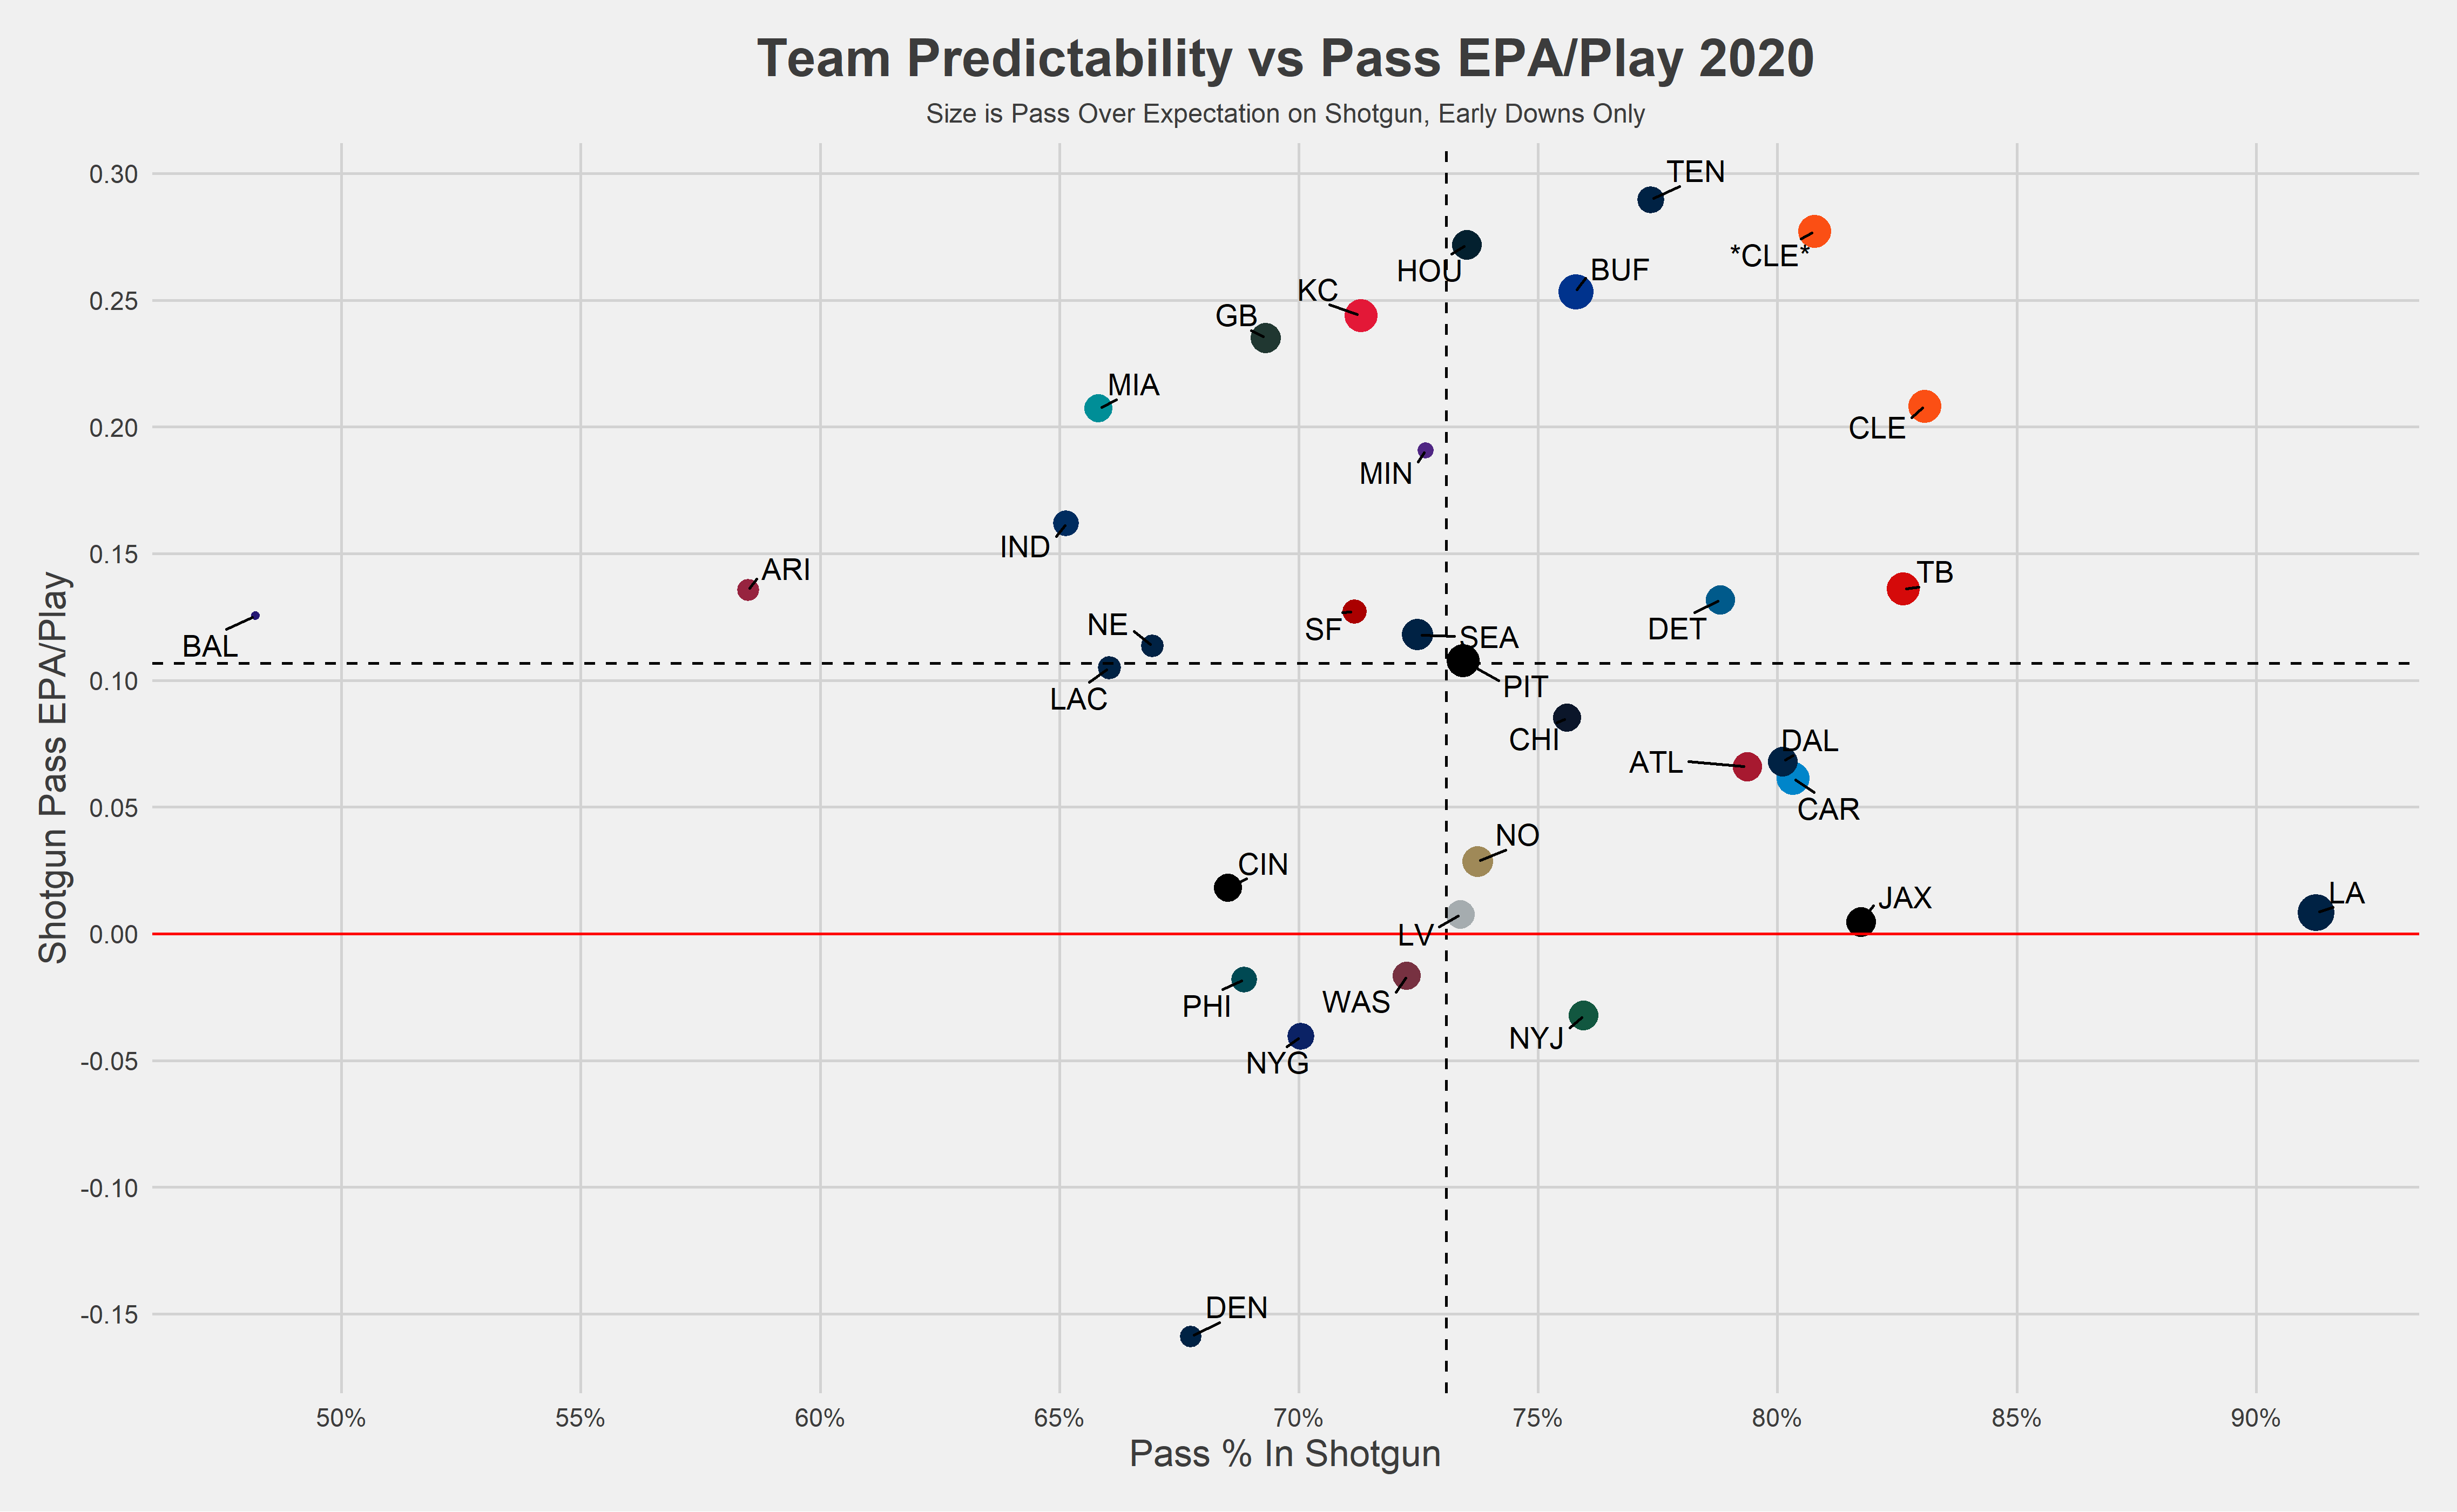 Team Predictability vs Pass EPA/Play 2020
Size is Pass Over Expectation on Shotgun, Early Downs Only
Shotgun Pass EPA/Play
0.30
0.25
0.20
0.15
0.10
0.05
0.00
-0.05
-0.10
-0.15
TEN
*CLE*
HOU
BUF
KC
GB
MIA
CLE
MIN
IND
ARI
TB
BAL
NE
SF
SEA
DET
LAC
PIT
CHI
DAL
ATL
CAR
NO
CIN
JAX
LA
LV
PHI
WAS
NYJ
NYG
DEN
50%
55%
60%
65%
70%
75%
80%
85%
90%
Pass % In Shotgun